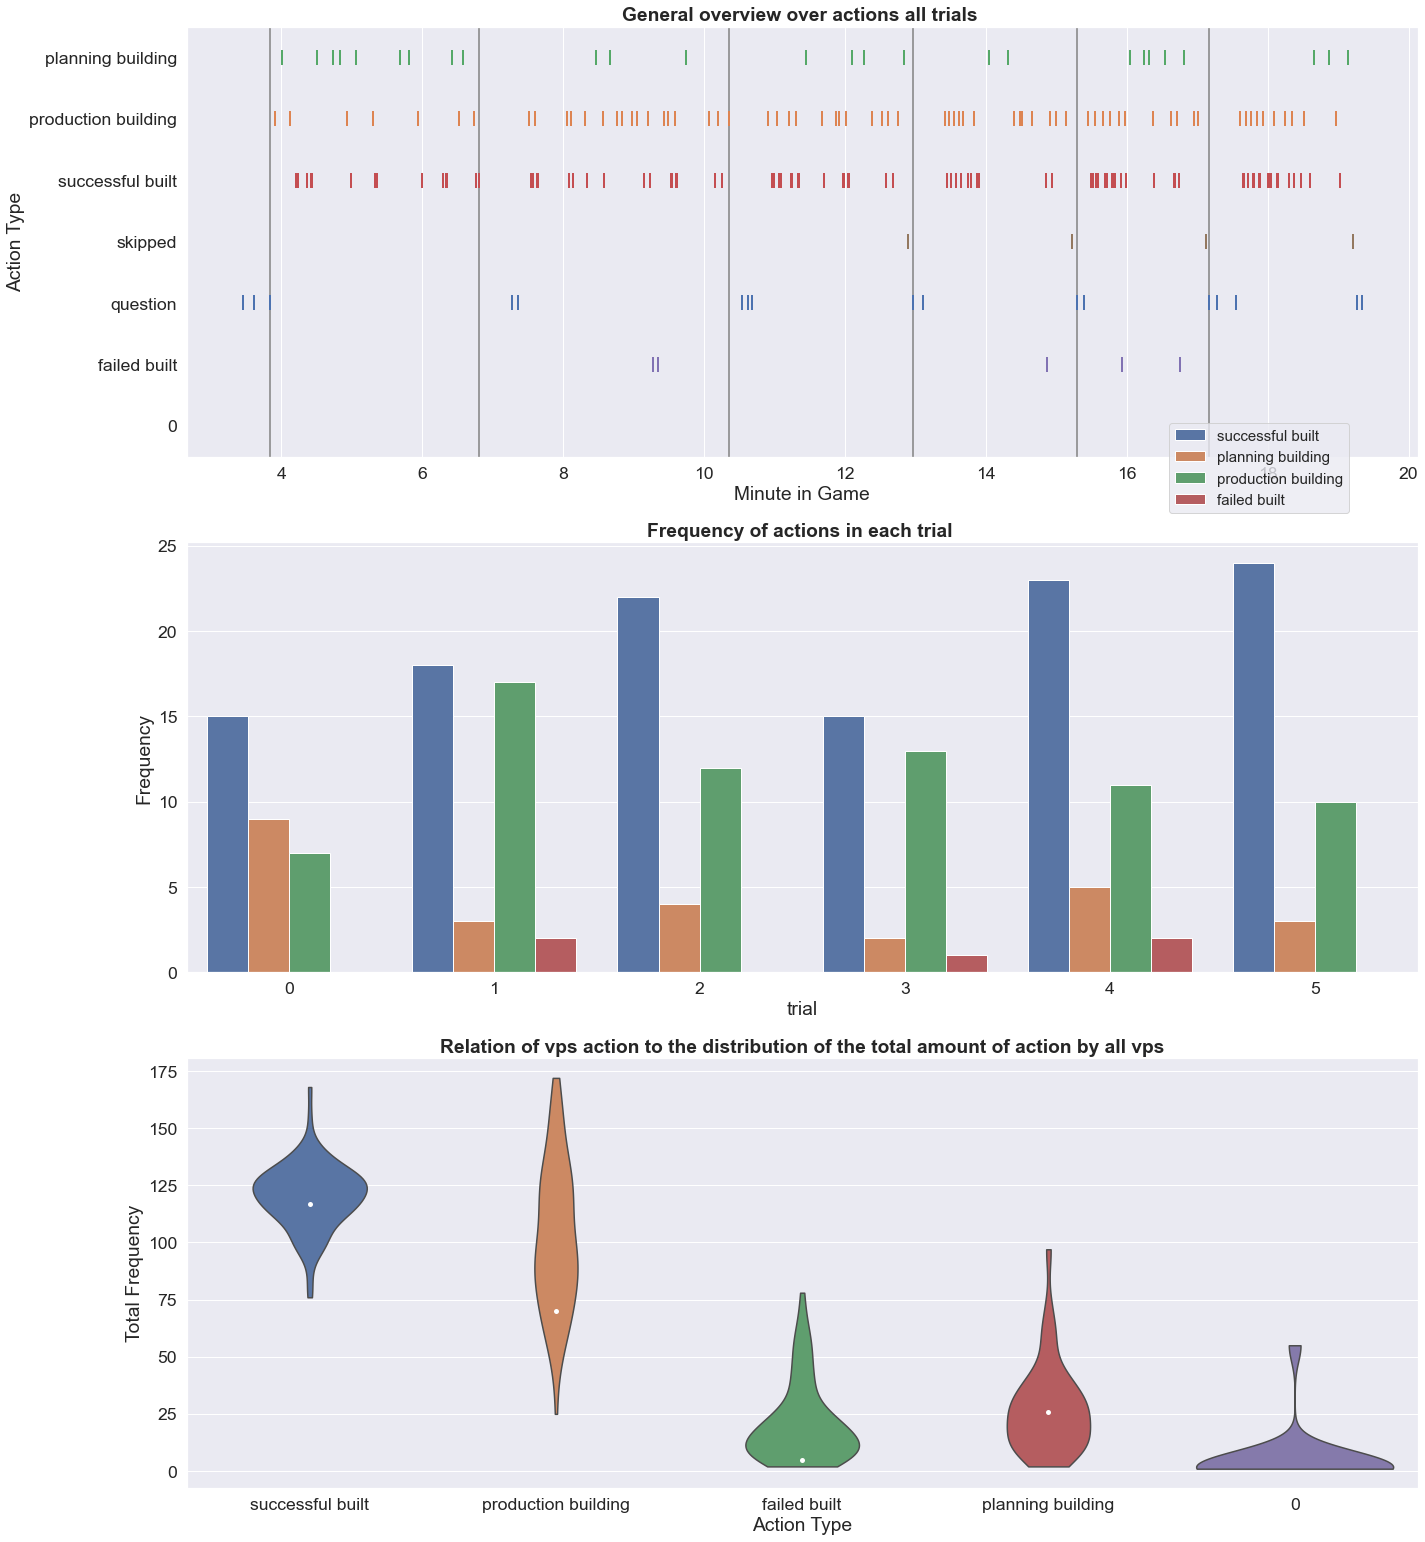 General overview over actions all trials
Action Type
planning building
production building
successful built
skipped
question
failed built
0
4 6 8 10 12 14 16 18 20
Minute in Game
successful built
planning building
production building
failed built
Frequency of actions in each trial
Frequency
25
20
15
10
5
0
0 1 2 3 4 5
trial
Relation of vps action to the distribution of the total amount of action by all vps
Total Frequency
175
150
125
100
75
50
25
0
successful built production building failed built planning building 0
Action Type